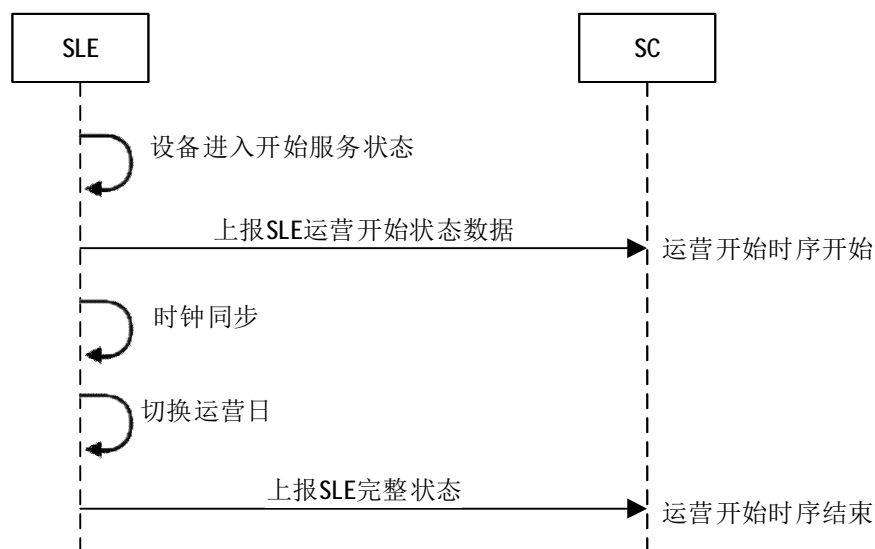 SLE
SC
设备进入开始服务状态
上报SLE运营开始状态数据
运营开始时序开始
时钟同步
切换运营日
上报SLE完整状态
运营开始时序结束